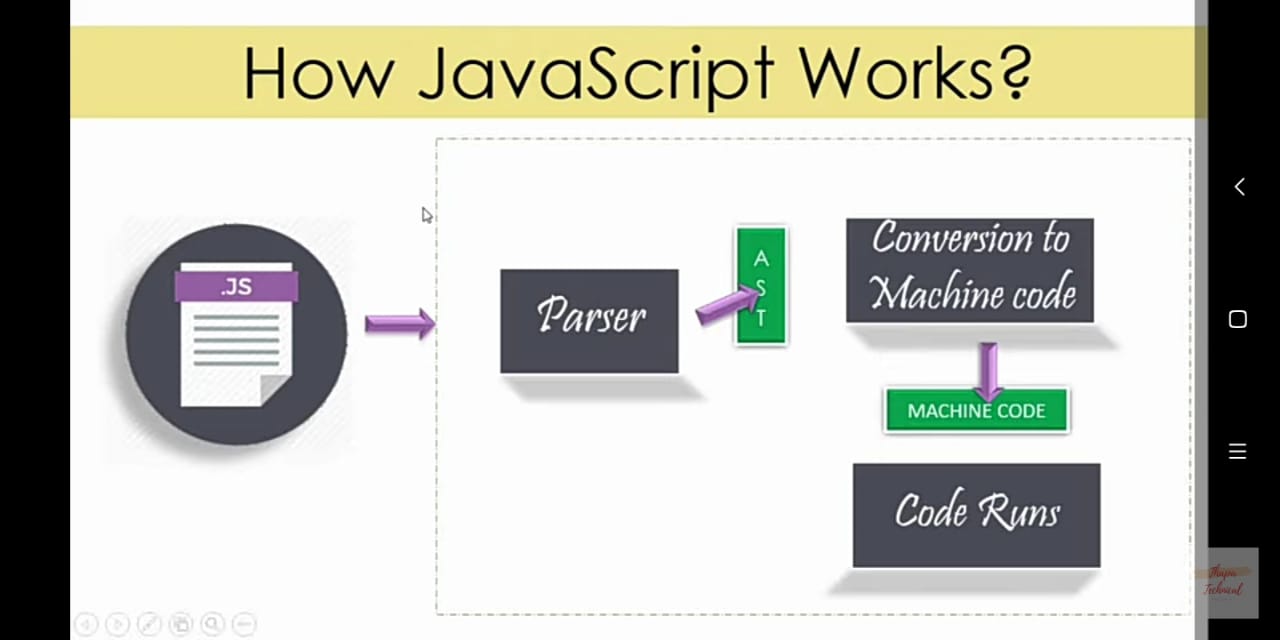 How JavaScript Works?
.JS
Parser
A
S
T
Conversion to
Machine code
MACHINE CODE
Code Runs
Thapa
Technical